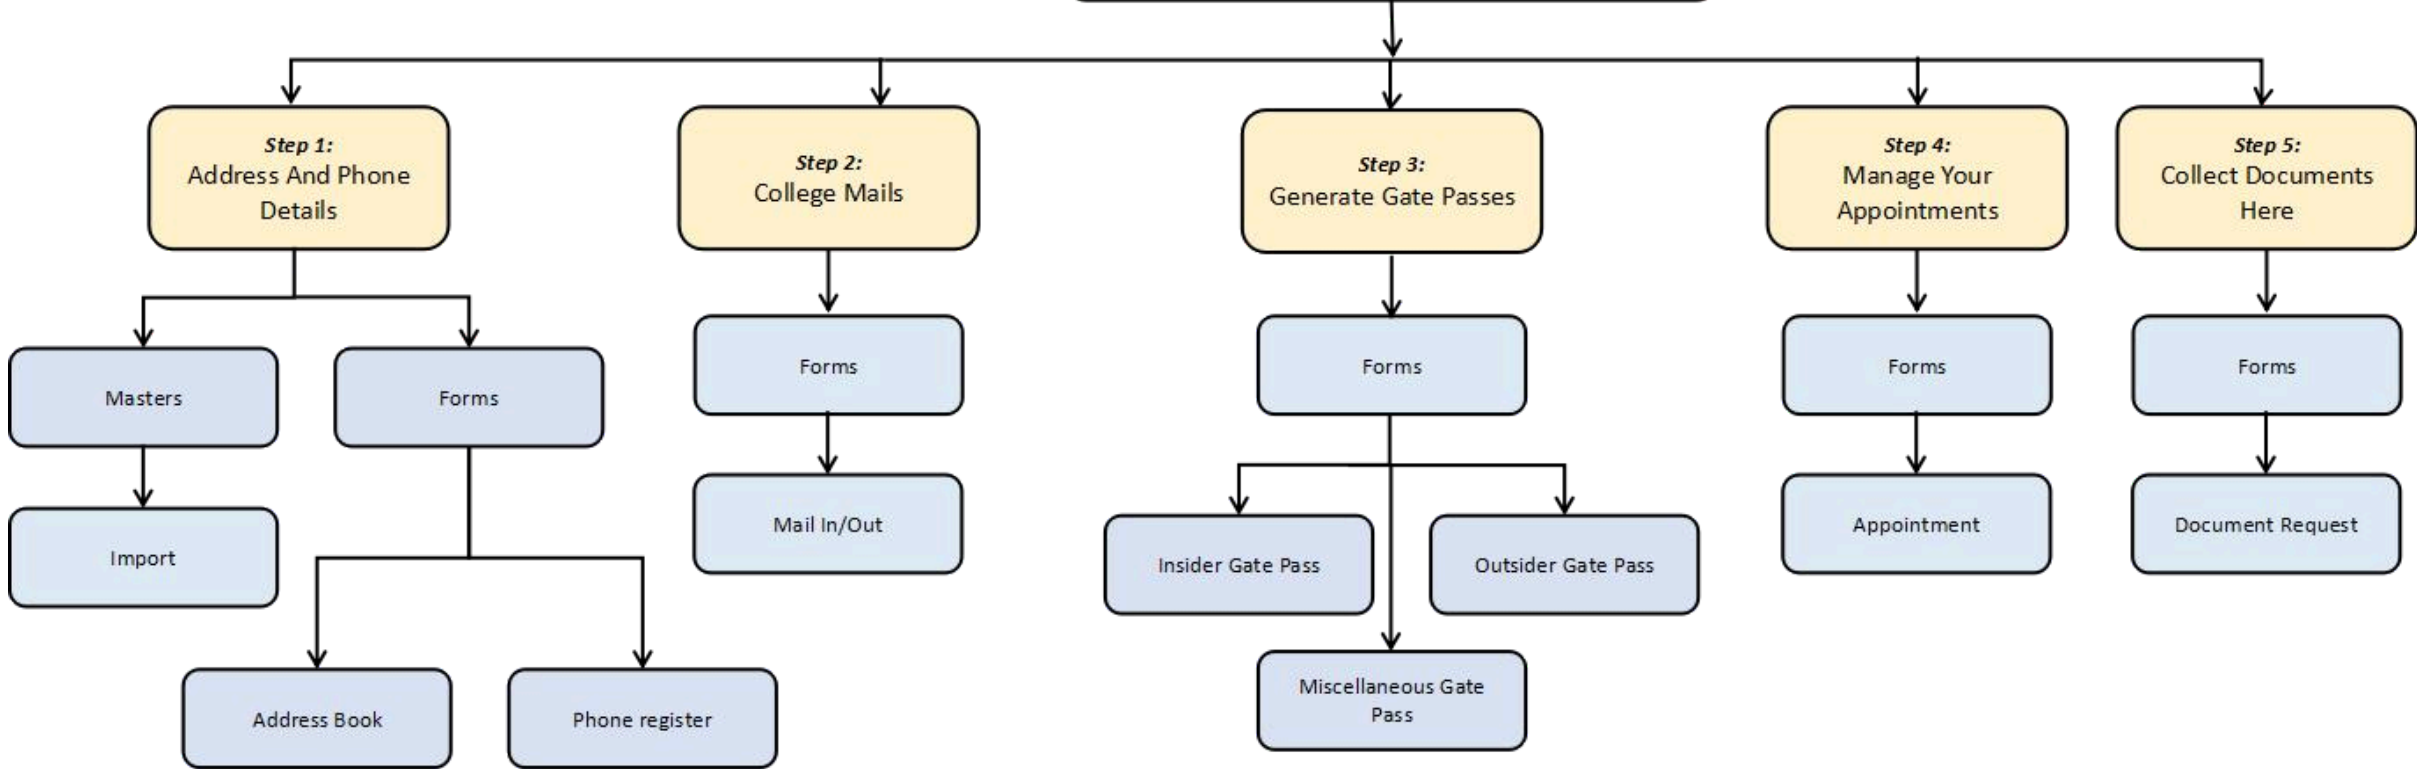 Step 1:
Address And Phone
Details
Step 2:
College Mails
Step 3:
Generate Gate Passes
Step 4:
Manage Your
Appointments
Step 5:
Collect Documents
Here
Masters
Forms
Forms
Forms
Forms
Forms
Import
Mail In/Out
Insider Gate Pass
Outsider Gate Pass
Appointment
Document Request
Address Book
Phone register
Miscellaneous Gate
Pass